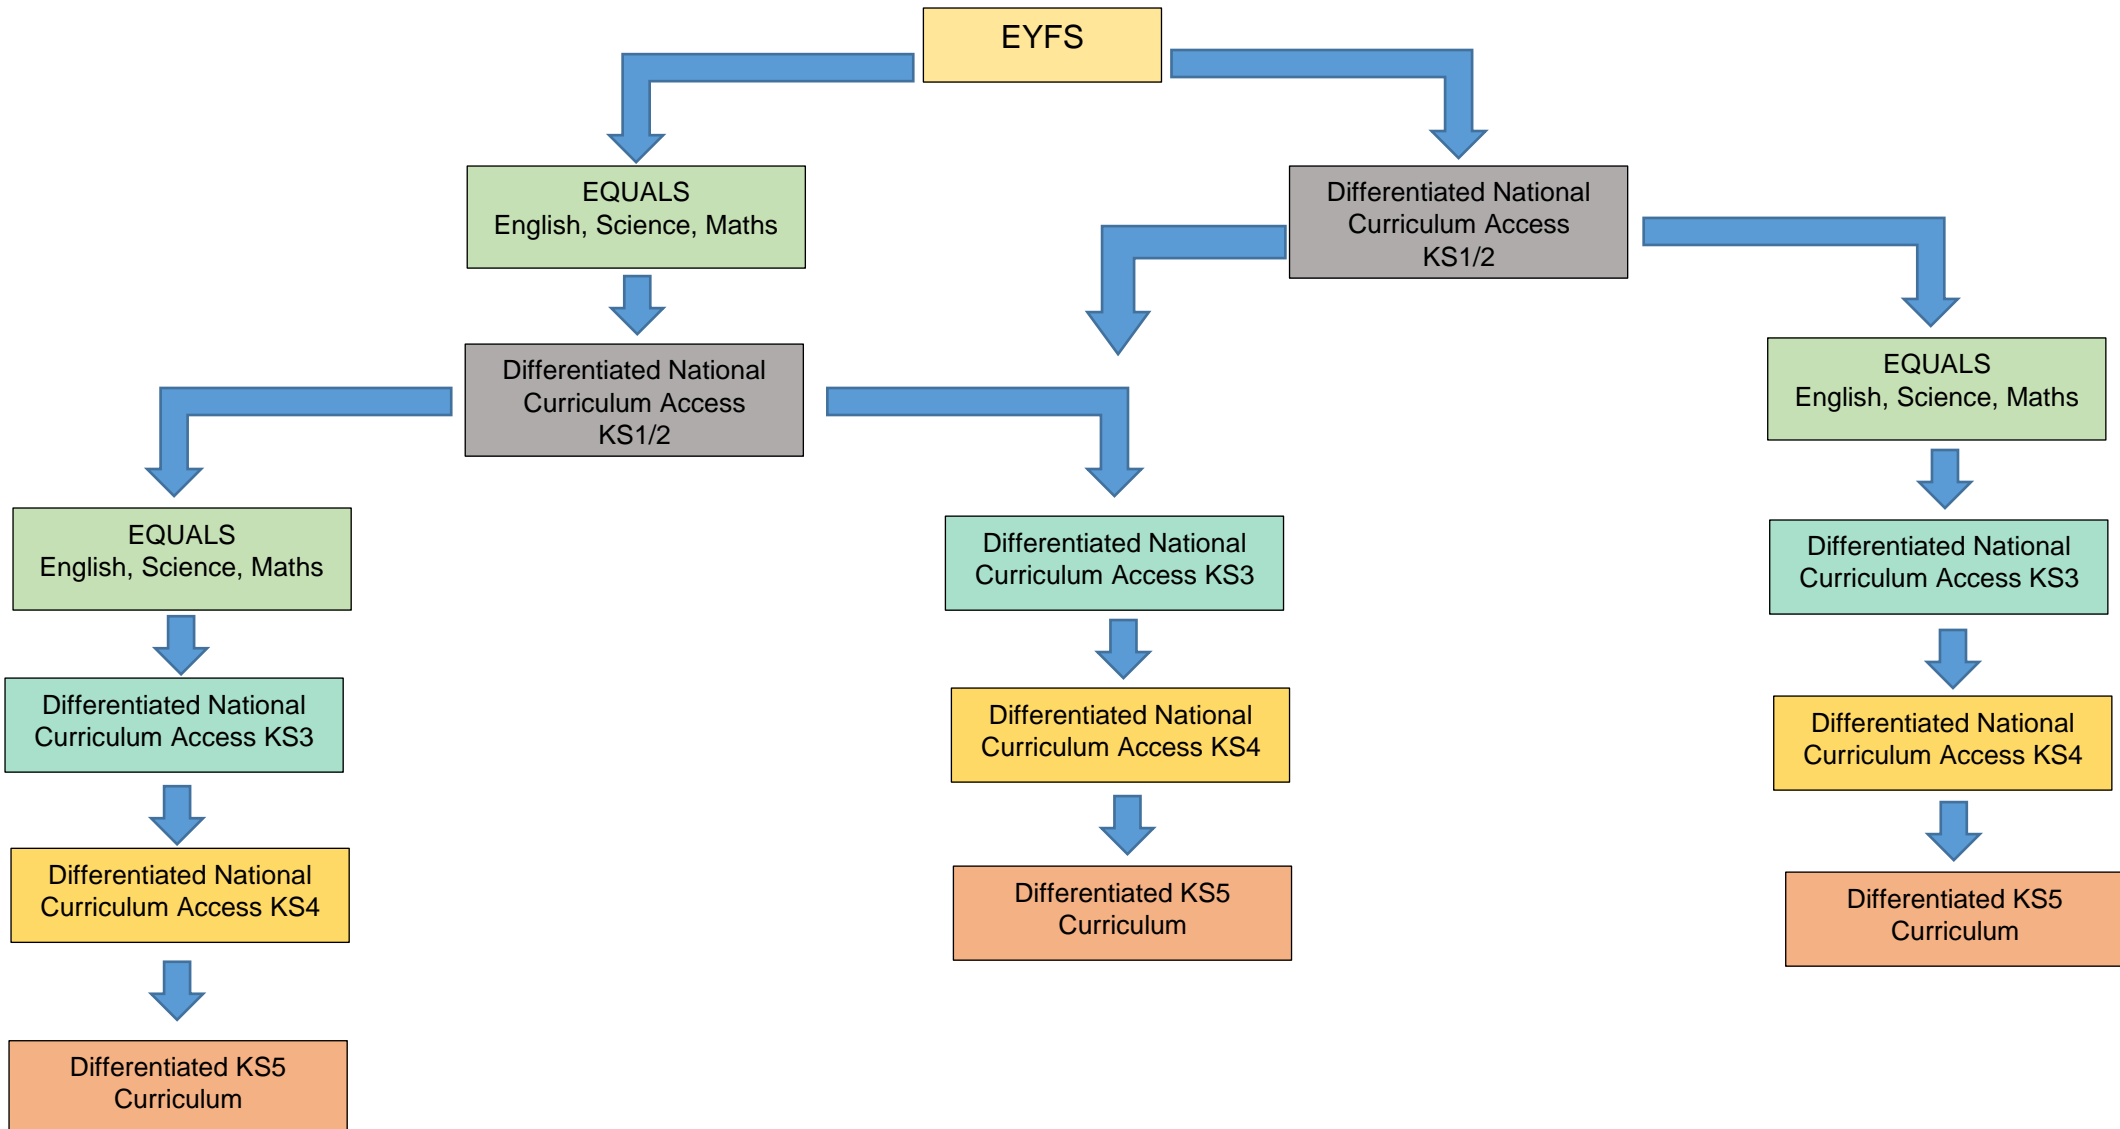 EYFS
EQUALS
English, Science, Maths
Differentiated National
Curriculum Access
KS1/2
Differentiated National
Curriculum Access
KS1/2
EQUALS
English, Science, Maths
EQUALS
English, Science, Maths
Differentiated National
Curriculum Access KS3
Differentiated National
Curriculum Access KS3
Differentiated National
Curriculum Access KS3
Differentiated National
Curriculum Access KS4
Differentiated National
Curriculum Access KS4
Differentiated National
Curriculum Access KS4
Differentiated KS5
Curriculum
Differentiated KS5
Curriculum
Differentiated KS5
Curriculum